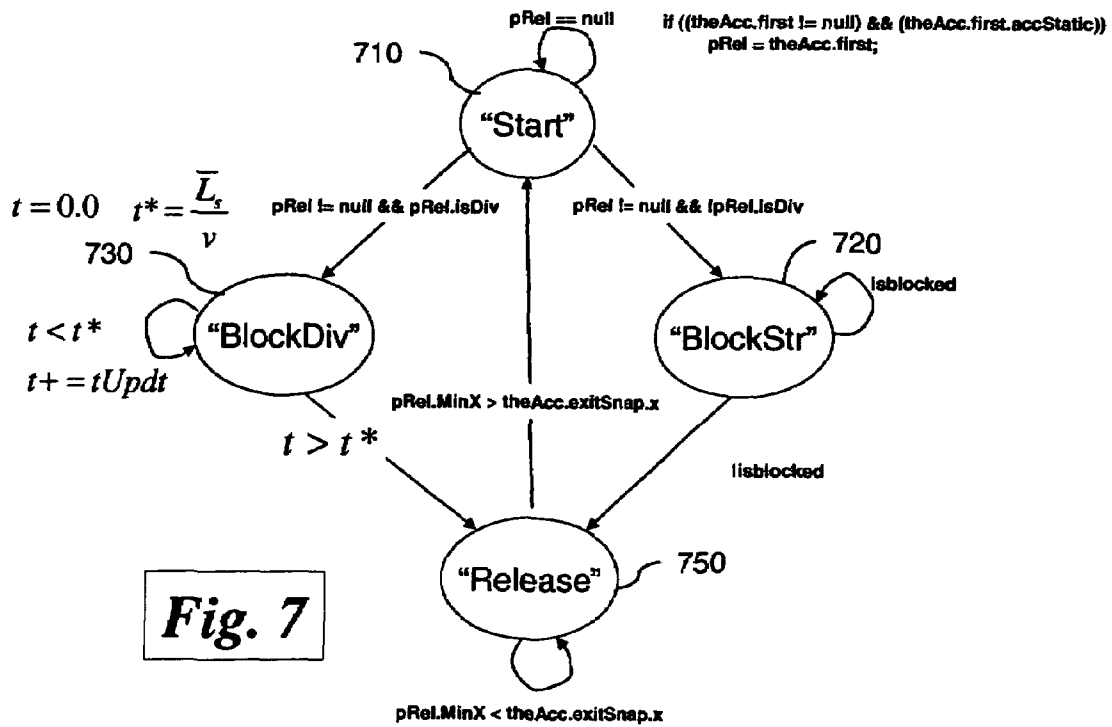 pRel == null
if ((theAcc.first != null) && (theAcc.first.accStatic))
pRel = theAcc.first;
710
“Start”
t = 0.0 t* = L̅ₛ / v
pRel != null && pRel.isDiv
pRel != null && !pRel.isDiv
730
720
isblocked
“BlockDiv”
“BlockStr”
t < t*
t+ = tUpdt
pRel.MinX > theAcc.exitSnap.x
t > t*
!isblocked
“Release”
750
Fig. 7
pRel.MinX < theAcc.exitSnap.x